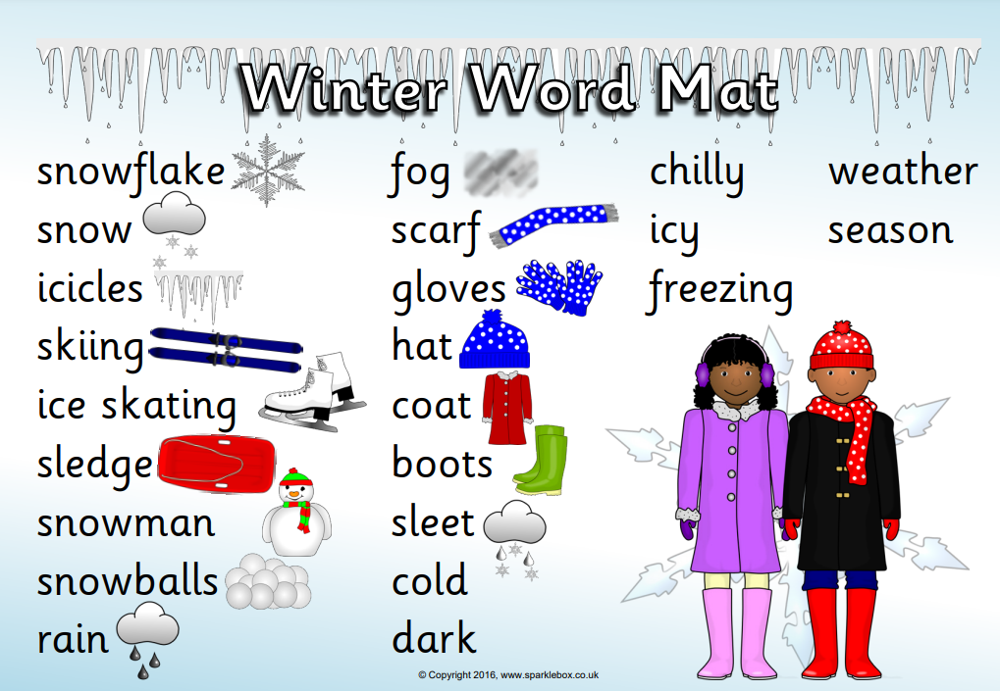 Winter Word Mat
snowflake
snow
icicles
skiing
ice skating
sledge
snowman
snowballs
rain
fog
scarf
gloves
hat
coat
boots
sleet
cold
dark
chilly
icy
freezing
weather
season
© Copyright 2016, www.sparklebox.co.uk